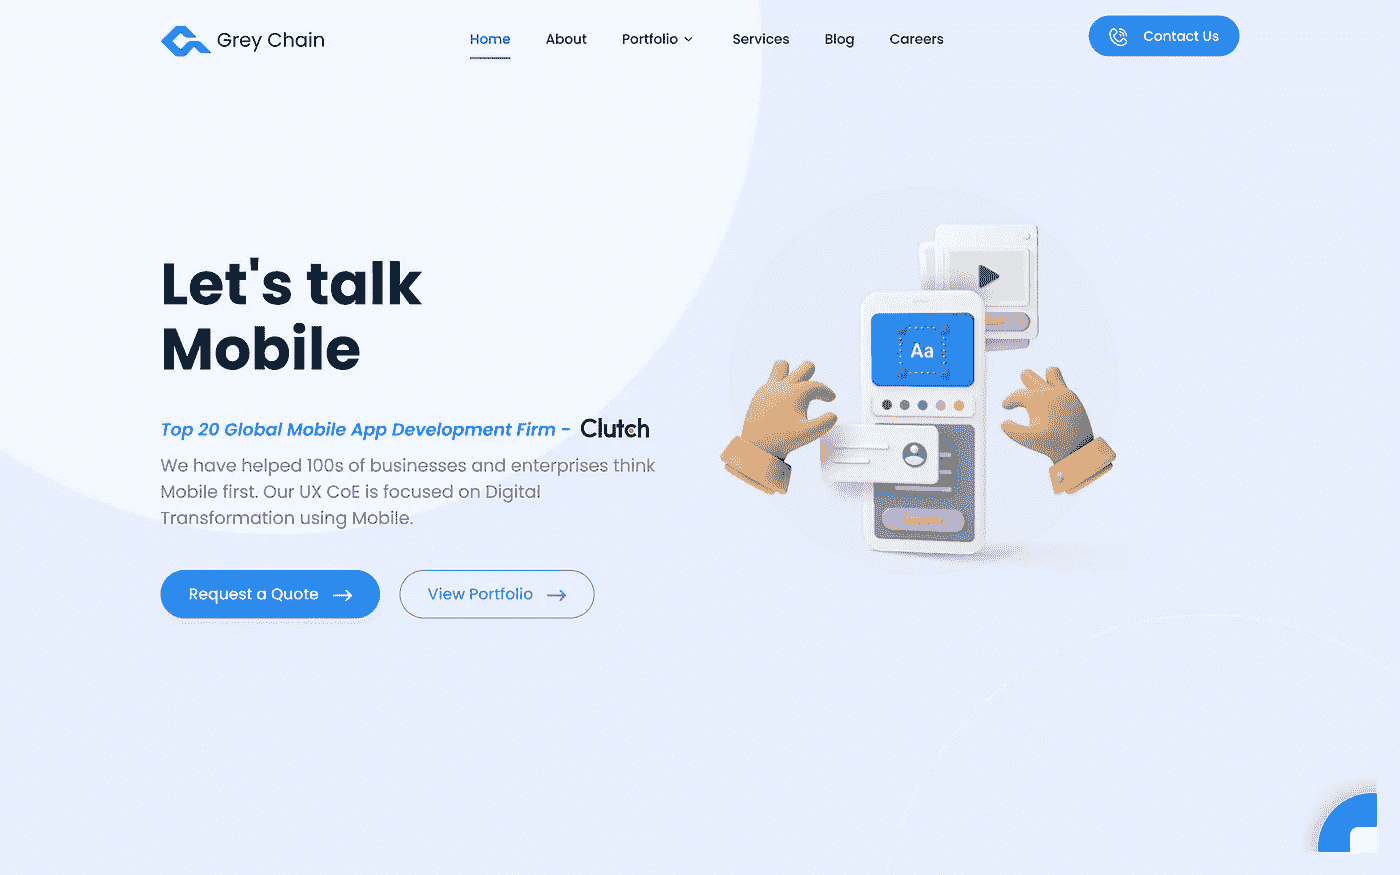 Grey Chain
Home
About
Portfolio
Services
Blog
Careers
Contact Us
Let's talk
Mobile
Top 20 Global Mobile App Development Firm - Clutch
We have helped 100s of businesses and enterprises think
Mobile first. Our UX CoE is focused on Digital
Transformation using Mobile.
Request a Quote
View Portfolio
Aa